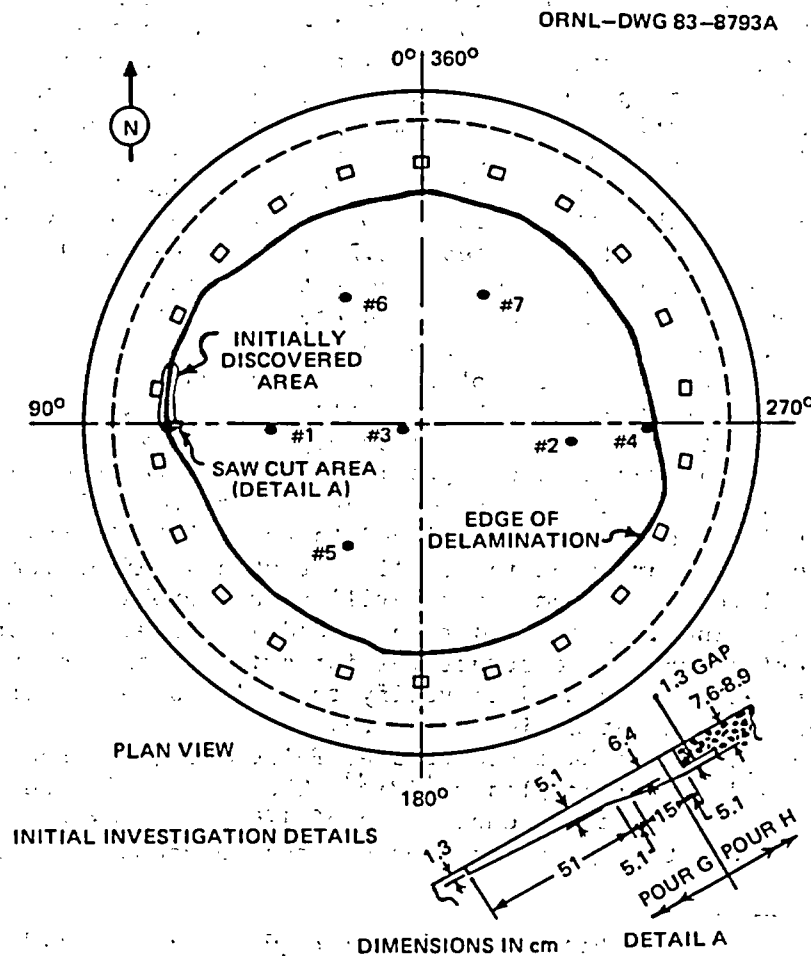 ORNL–DWG 83–8793A
0° 360°
N
#6
#7
INITIALLY
DISCOVERED
AREA
90°
270°
#1
#3
#2
#4
SAW CUT AREA
(DETAIL A)
EDGE OF
DELAMINATION
#5
1.3 GAP
7.6-8.9
6.4
PLAN VIEW
5.1
180°
INITIAL INVESTIGATION DETAILS
1.3
51
5.1
15
5.1
POUR G
POUR H
DIMENSIONS IN cm
DETAIL A